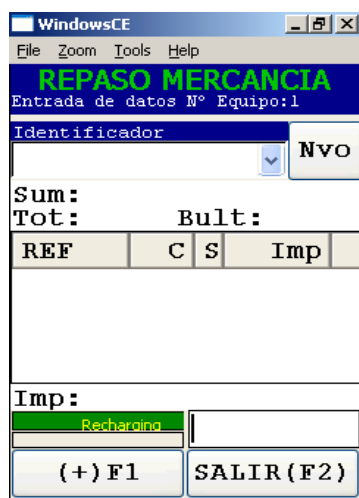 WindowsCE
File Zoom Tools Help
REPASO MERCANCIA
Entrada de datos Nº Equipo:1
Identificador
Nvo
Sum:
Tot: Bult:
REF C S Imp
Imp:
Recharging
(+)F1 SALIR(F2)